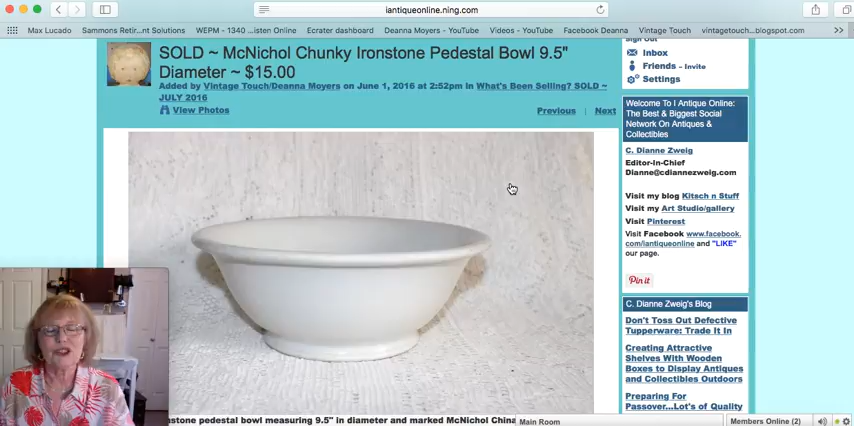 iantiqueonline.ning.com
Max Lucado
Sammons Retir...nt Solutions
WEPM - 1340 ...isten Online
Ecrater dashboard
Deanna Moyers - YouTube
Videos - YouTube
Facebook Deanna
Vintage Touch
vintagetouch...blogspot.com
SOLD ~ McNichol Chunky Ironstone Pedestal Bowl 9.5"
Diameter ~ $15.00
Added by Vintage Touch/Deanna Moyers on June 1, 2016 at 2:52pm in What's Been Selling? SOLD ~
JULY 2016
View Photos
Previous | Next
nstone pedestal bowl measuring 9.5" in diameter and marked McNichol China
Sign Out
Inbox
Friends - Invite
Settings
Welcome To I Antique Online:
The Best & Biggest Social
Network On Antiques &
Collectibles
C. Dianne Zweig
Editor-in-Chief
Dianne@cdiannezweig.com
Visit my blog Kitsch n Stuff
Visit my Art Studio/gallery
Visit Pinterest
Visit Facebook www.facebook.
com/iantiqueonline and "LIKE"
our page.
Pin it
C. Dianne Zweig's Blog
Don't Toss Out Defective
Tupperware: Trade It In
Creating Attractive
Shelves With Wooden
Boxes to Display Antiques
and Collectibles Outdoors
Preparing For
Passover...Lot's of Quality
Main Room
Members Online (2)